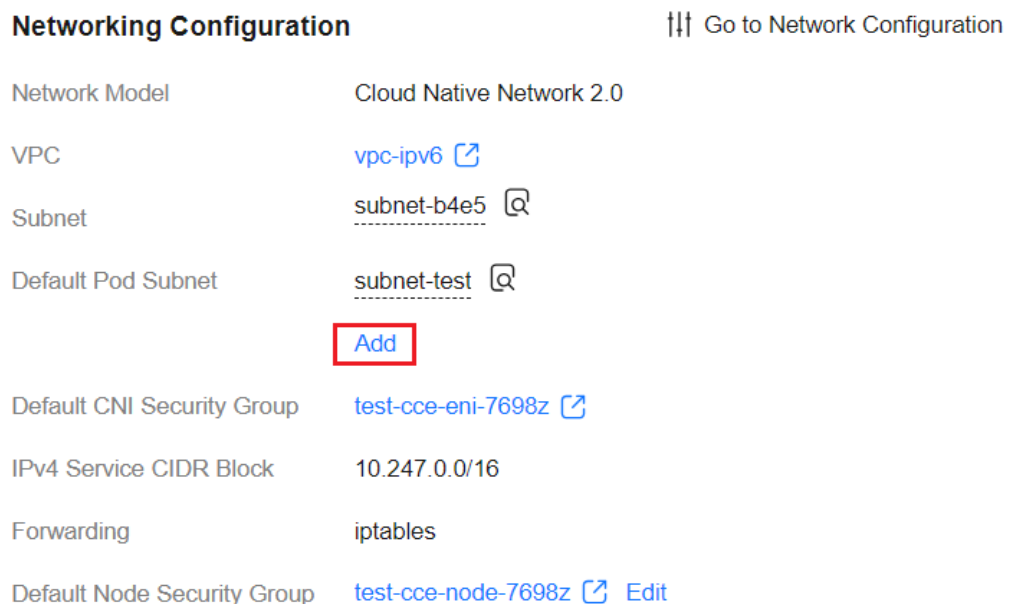 Networking Configuration Go to Network Configuration
Network Model Cloud Native Network 2.0
VPC vpc-ipv6
Subnet subnet-b4e5
Default Pod Subnet subnet-test
Add
Default CNI Security Group test-cce-eni-7698z
IPv4 Service CIDR Block 10.247.0.0/16
Forwarding iptables
Default Node Security Group test-cce-node-7698z Edit